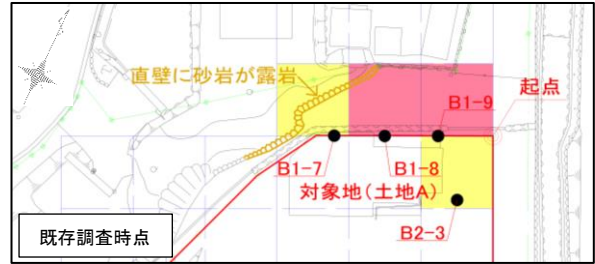 直壁に砂岩が露岩
起点
B1-9
B1-7
B1-8
対象地(土地A)
B2-3
既存調査時点